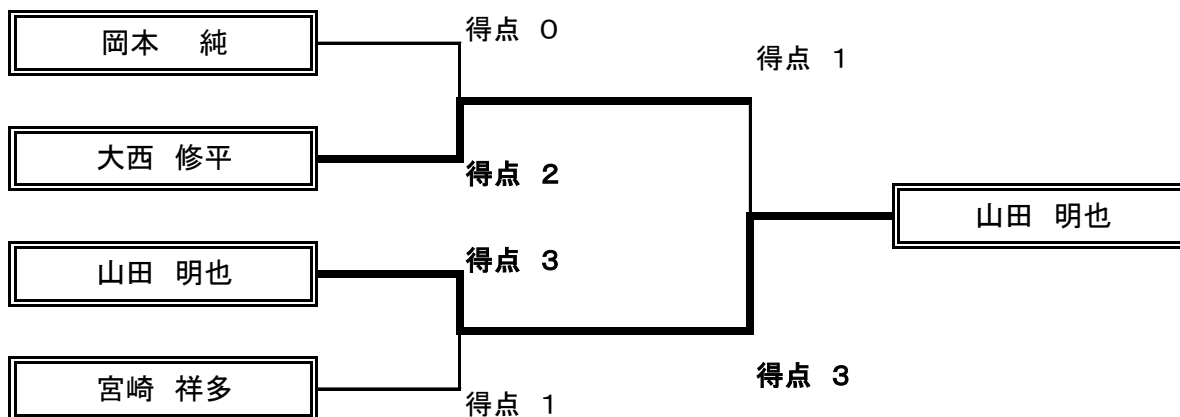 岡本　純
得点　０
大西　修平
得点　２
山田　明也
得点　３
宮崎　祥多
得点　１
得点　１
得点　３
山田　明也